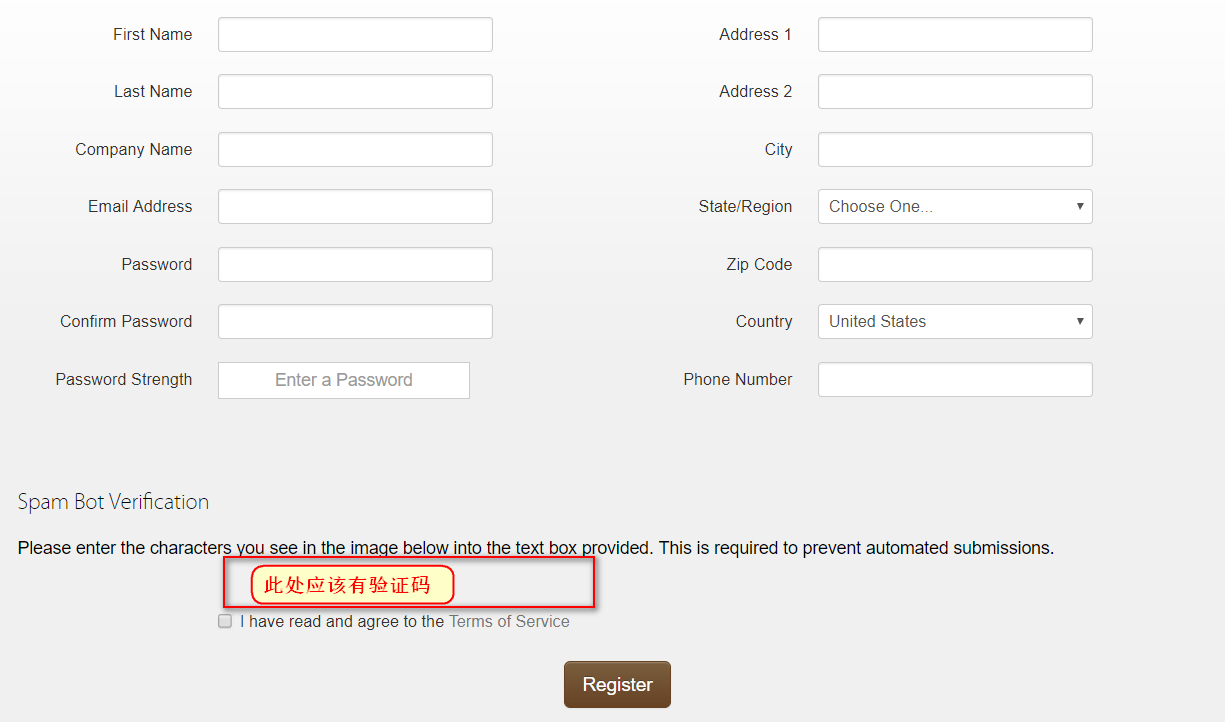 First Name
Address 1
Last Name
Address 2
Company Name
City
Email Address
State/Region
Choose One...
Password
Zip Code
Confirm Password
Country
United States
Password Strength
Enter a Password
Phone Number
Spam Bot Verification
Please enter the characters you see in the image below into the text box provided. This is required to prevent automated submissions.
此处应该有验证码
I have read and agree to the Terms of Service
Register